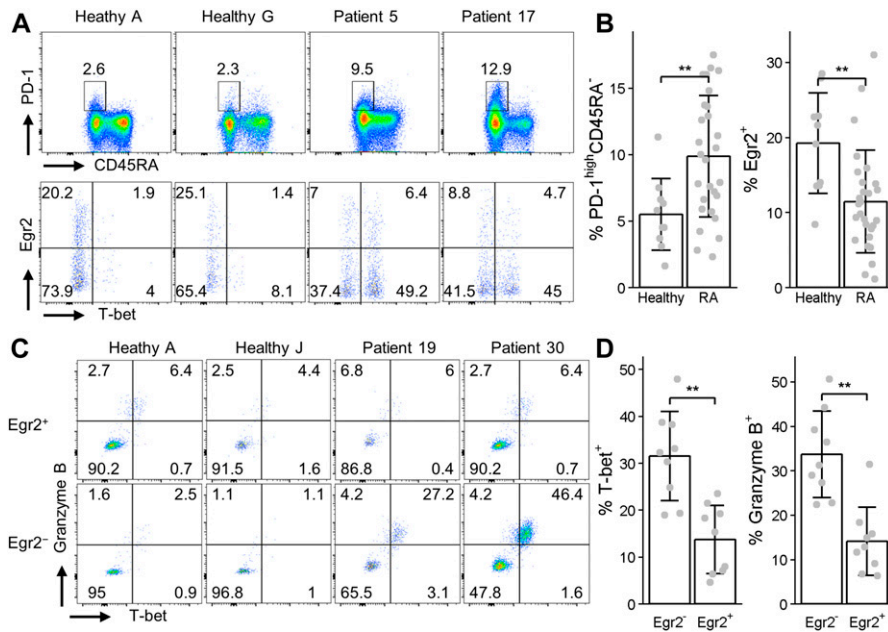 A
Heathy A Healthy G Patient 5 Patient 17
PD-1
2.6 2.3 9.5 12.9
CD45RA
Egr2
20.2 1.9 25.1 1.4 7 6.4 8.8 4.7
73.9 4 65.4 8.1 37.4 49.2 41.5 45
T-bet
B
% PD-1highCD45RA-
15
10
5
0
**
Healthy RA
% Egr2+
30
20
10
0
**
Healthy RA
C
Heathy A Healthy J Patient 19 Patient 30
Egr2+
2.7 6.4 2.5 4.4 6.8 6 2.7 6.4
90.2 0.7 91.5 1.6 86.8 0.4 90.2 0.7
Egr2-
Granzyme B
1.6 2.5 1.1 1.1 4.2 27.2 4.2 46.4
95 0.9 96.8 1 65.5 3.1 47.8 1.6
T-bet
D
% T-bet+
50
40
30
20
10
0
**
Egr2- Egr2+
% Granzyme B+
50
40
30
20
10
0
**
Egr2- Egr2+